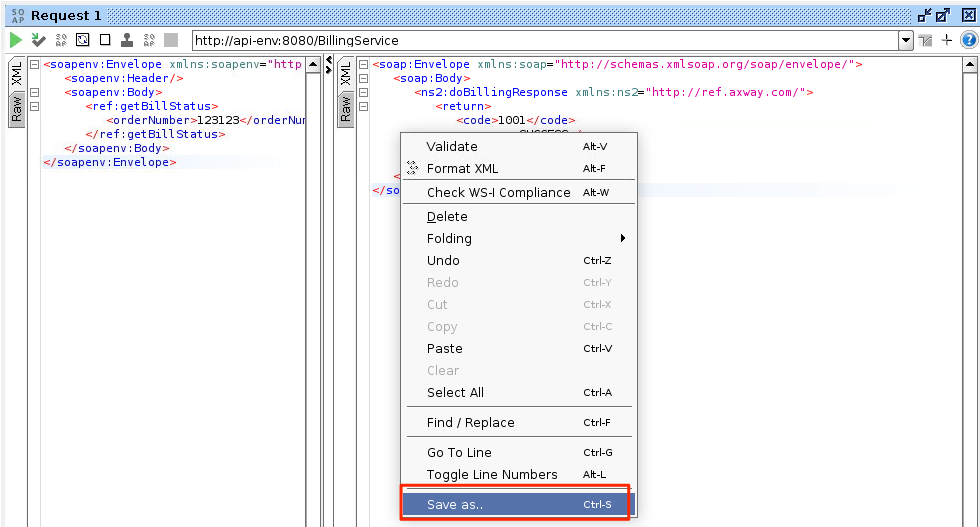 SO AP Request 1
SO AP
SO AP
http://api-env:8080/BillingService
XML
Raw
<soapenv:Envelope xmlns:soapenv="http
<soapenv:Header/>
<soapenv:Body>
<ref:getBillStatus>
<orderNumber>123123</orderNum
</ref:getBillStatus>
</soapenv:Body>
</soapenv:Envelope>
XML
Raw
<soap:Envelope xmlns:soap="http://schemas.xmlsoap.org/soap/envelope/">
<soap:Body>
<ns2:doBillingResponse xmlns:ns2="http://ref.axway.com/">
<return>
<code>1001</code>
<
</so
Validate Alt-V
Format XML Alt-F
Check WS-I Compliance Alt-W
Delete
Folding
Undo Ctrl-Z
Redo Ctrl-Y
Cut Ctrl-X
Copy Ctrl-C
Paste Ctrl-V
Clear
Select All Ctrl-A
Find / Replace Ctrl-F
Go To Line Ctrl-G
Toggle Line Numbers Alt-L
Save as.. Ctrl-S